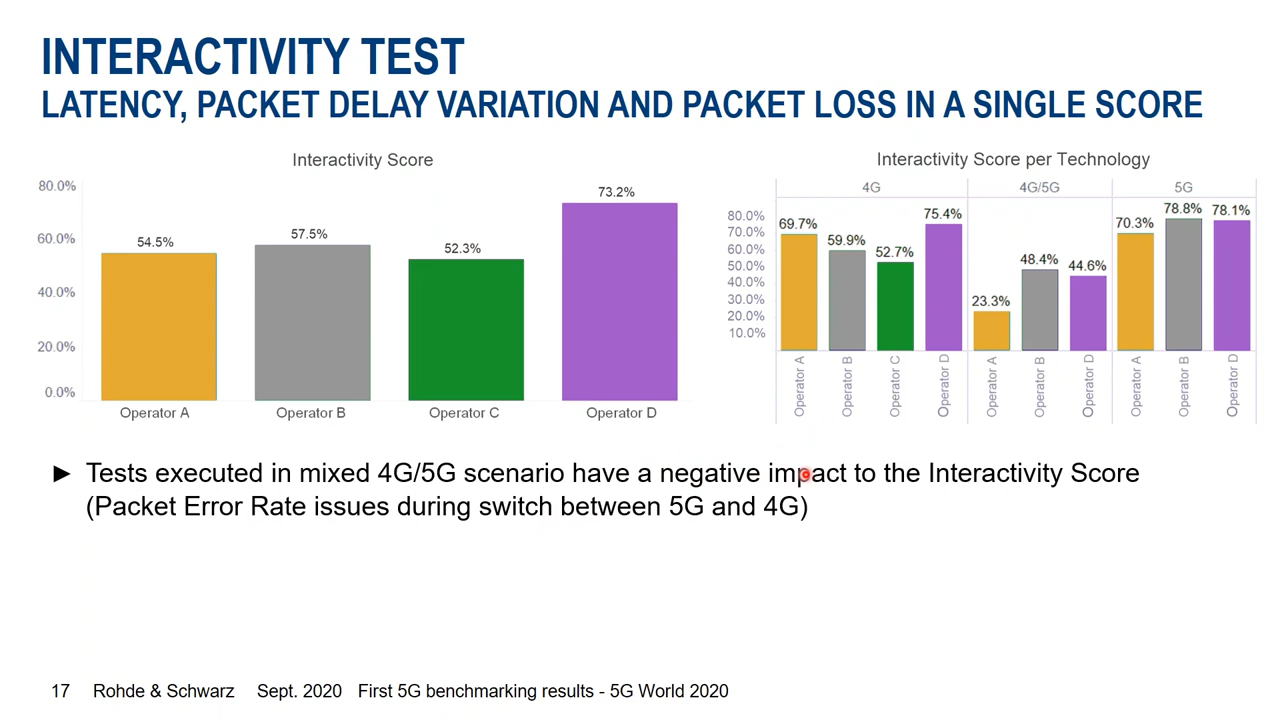 INTERACTIVITY TEST
LATENCY, PACKET DELAY VARIATION AND PACKET LOSS IN A SINGLE SCORE
Interactivity Score
80.0%
60.0%
40.0%
20.0%
0.0%
54.5%
57.5%
52.3%
73.2%
Operator A
Operator B
Operator C
Operator D
Interactivity Score per Technology
4G
4G/5G
5G
80.0%
70.0%
60.0%
50.0%
40.0%
30.0%
20.0%
10.0%
69.7%
59.9%
52.7%
75.4%
23.3%
48.4%
44.6%
70.3%
78.8%
78.1%
Operator A
Operator B
Operator C
Operator D
Operator A
Operator B
Operator D
Operator A
Operator B
Operator D
► Tests executed in mixed 4G/5G scenario have a negative impact to the Interactivity Score
(Packet Error Rate issues during switch between 5G and 4G)
17 Rohde & Schwarz Sept. 2020 First 5G benchmarking results - 5G World 2020